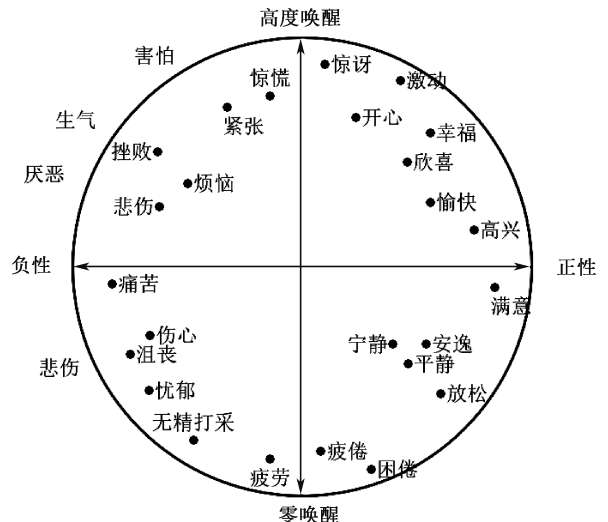 高度唤醒
害怕
惊慌
惊讶
激动
紧张
开心
生气
幸福
挫败
欣喜
厌恶
烦恼
悲伤
愉快
高兴
负性
正性
痛苦
满意
伤心
宁静
安逸
沮丧
平静
悲伤
忧郁
放松
无精打采
疲倦
疲劳
困倦
零唤醒